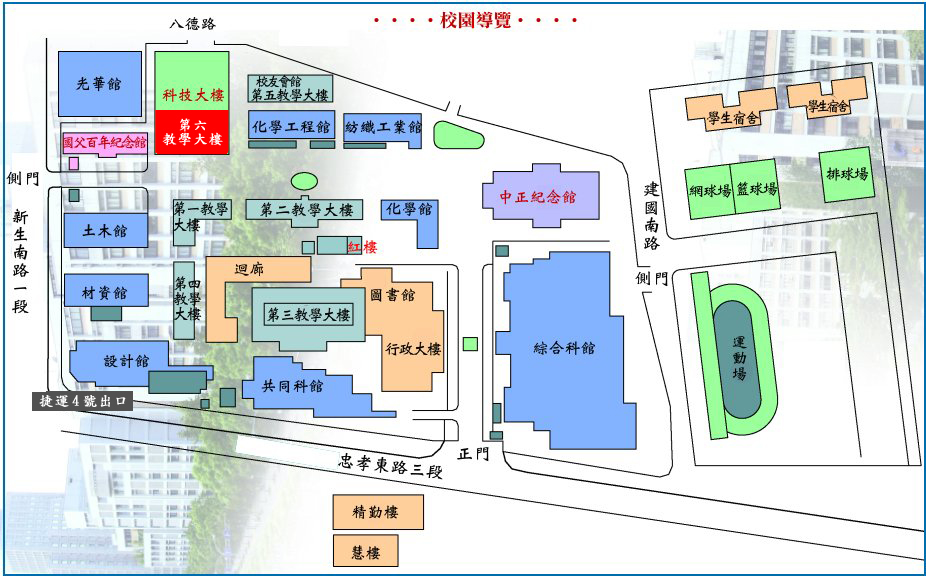 ‧‧‧‧校園導覽‧‧‧‧
八德路
光華館
科技大樓
第六
教學大樓
校友會館
第五教學大樓
化學工程館
紡織工業館
國父百年紀念館
側門
新生南路一段
土木館
材資館
設計館
捷運4號出口
第一教學
大樓
第二教學大樓
化學館
紅樓
中正紀念館
第四教學大樓
迴廊
圖書館
第三教學大樓
行政大樓
共同科館
綜合科館
正門
忠孝東路三段
精勤樓
慧樓
建國南路
側門
學生宿舍
學生宿舍
網球場
籃球場
排球場
運動場